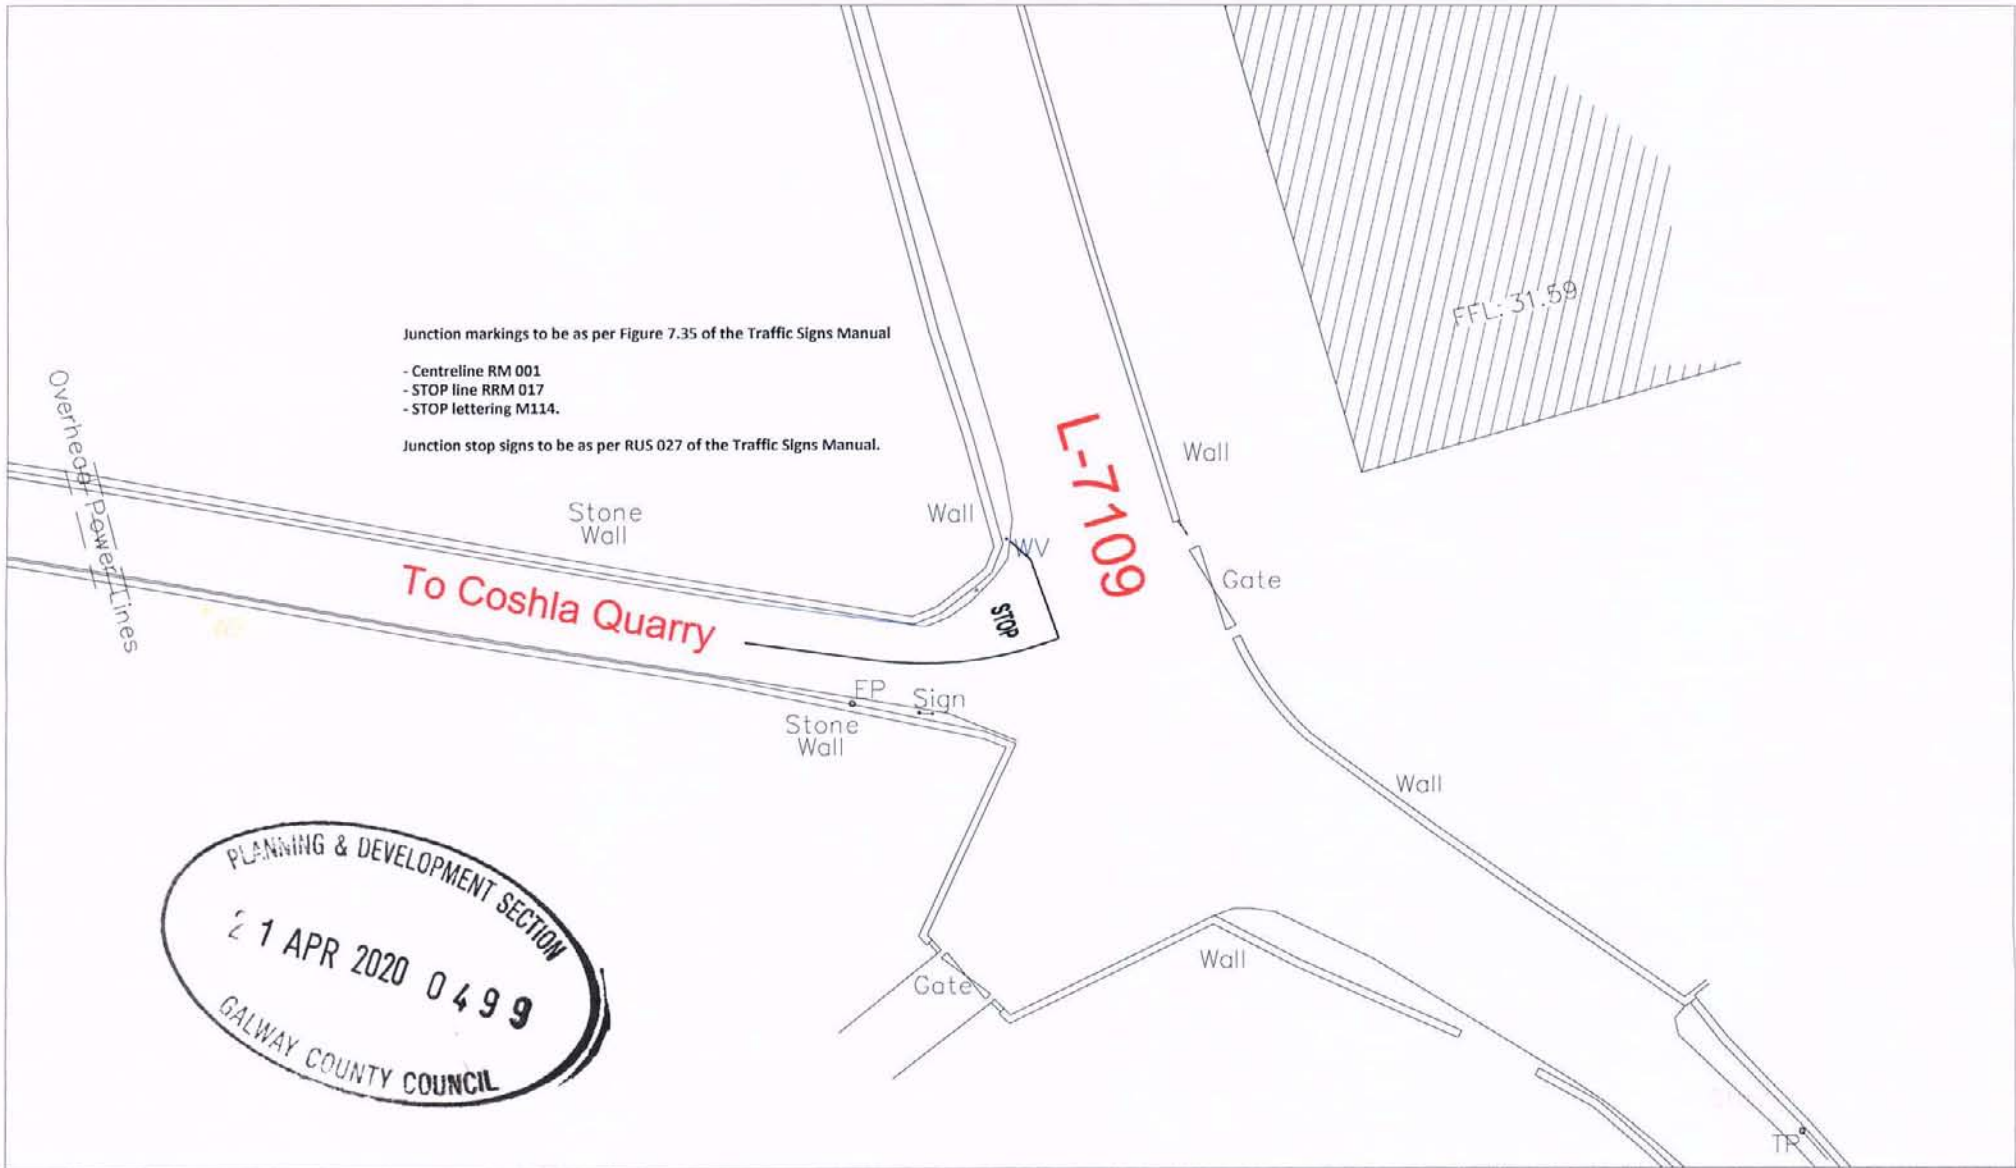 Junction markings to be as per Figure 7.35 of the Traffic Signs Manual
- Centreline RM 001
- STOP line RRM 017
- STOP lettering M114.
Junction stop signs to be as per RUS 027 of the Traffic Signs Manual.
FFL: 31.59
Overhead Power Lines
L-7109
Wall
Stone
Wall
Wall
WV
Gate
To Coshla Quarry
STOP
EP
Sign
Stone
Wall
Wall
Wall
Gate
TP
PLANNING & DEVELOPMENT SECTION
21 APR 2020 0499
GALWAY COUNTY COUNCIL